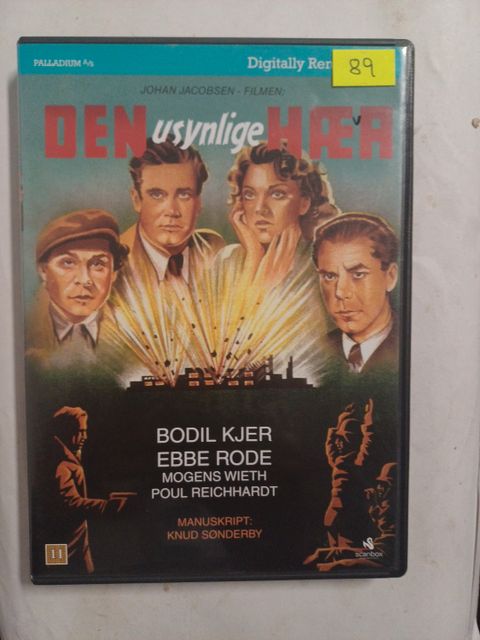 PALLADIUM A/S
Digitally
89
JOHAN JACOBSEN - FILMEN:
DEN usynlige HÆR
BODIL KJER
EBBE RODE
MOGENS WIETH
POUL REICHHARDT
MANUSKRIPT:
KNUD SØNDERBY
11
scanbox